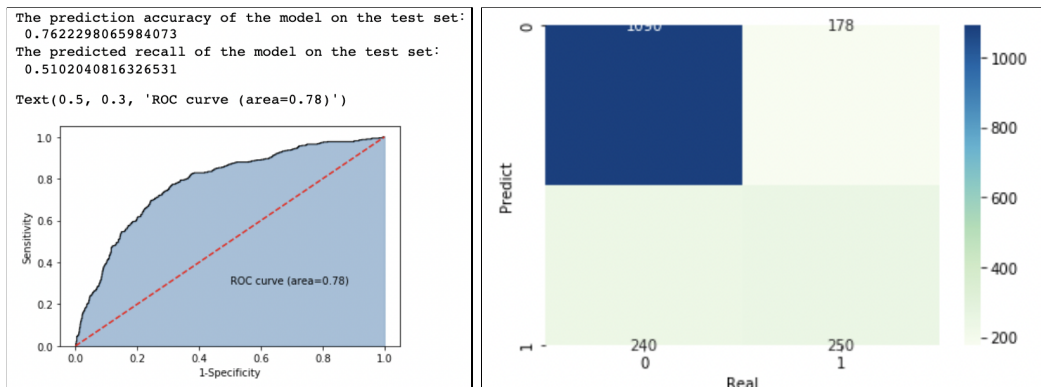 The prediction accuracy of the model on the test set:
0.7622298065984073
The predicted recall of the model on the test set:
0.5102040816326531
Text(0.5, 0.3, 'ROC curve (area=0.78)')
1.0
0.8
0.6
0.4
0.2
0.0
Sensitivity
ROC curve (area=0.78)
0.0 0.2 0.4 0.6 0.8 1.0
1-Specificity
0
1090 178
Predict
1
240 250
0 1
Real
1000
800
600
400
200